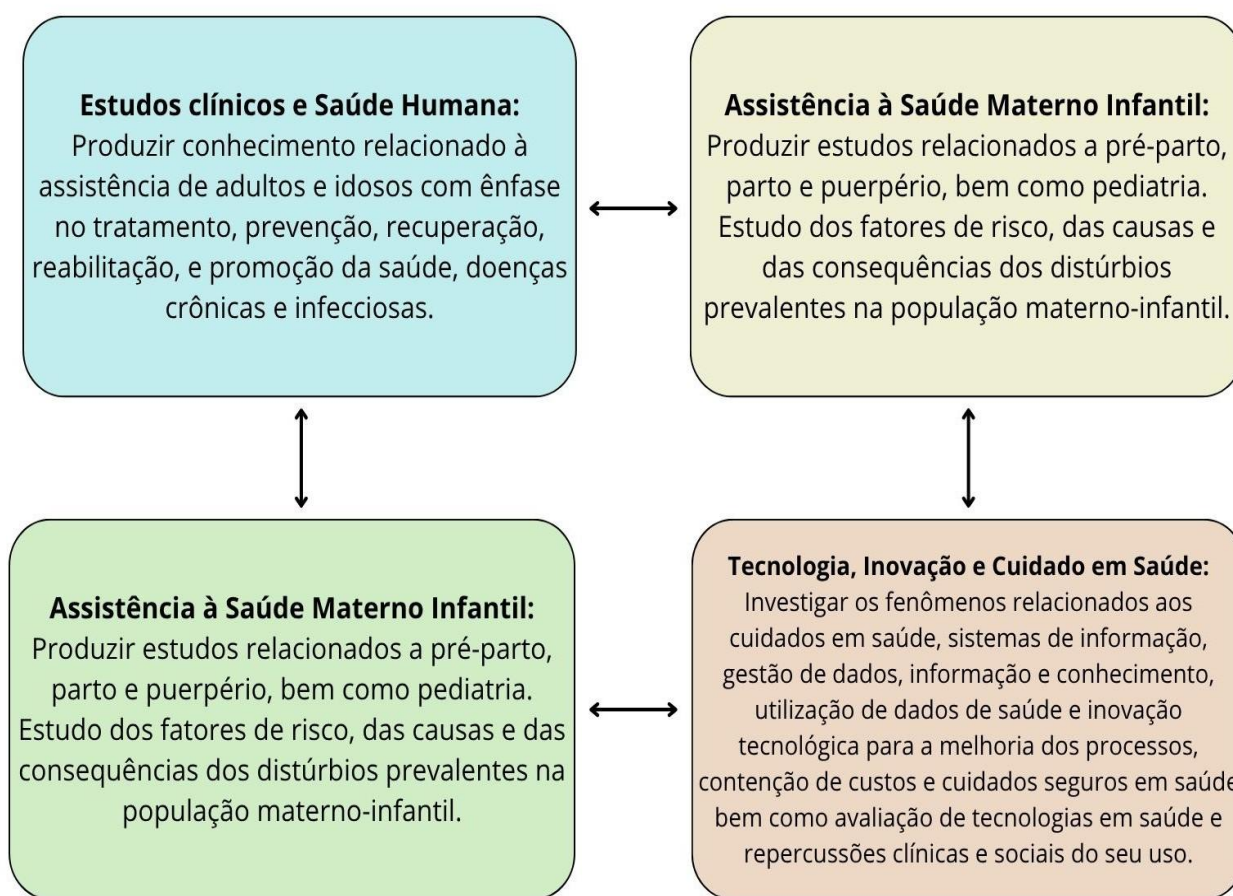 Estudos clínicos e Saúde Humana:
Produzir conhecimento relacionado à
assistência de adultos e idosos com ênfase
no tratamento, prevenção, recuperação,
reabilitação, e promoção da saúde, doenças
crônicas e infecciosas.
Assistência à Saúde Materno Infantil:
Produzir estudos relacionados a pré-parto,
parto e puerpério, bem como pediatria.
Estudo dos fatores de risco, das causas e
das consequências dos distúrbios
prevalentes na população materno-infantil.
Assistência à Saúde Materno Infantil:
Produzir estudos relacionados a pré-parto,
parto e puerpério, bem como pediatria.
Estudo dos fatores de risco, das causas e das
consequências dos distúrbios prevalentes na
população materno-infantil.
Tecnologia, Inovação e Cuidado em Saúde:
Investigar os fenômenos relacionados aos
cuidados em saúde, sistemas de informação,
gestão de dados, informação e conhecimento,
utilização de dados de saúde e inovação
tecnológica para a melhoria dos processos,
contenção de custos e cuidados seguros em saúde
bem como avaliação de tecnologias em saúde e
repercussões clínicas e sociais do seu uso.